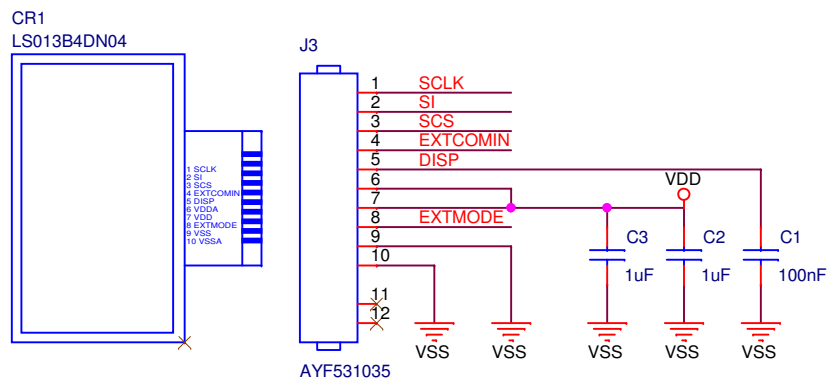 CR1
LS013B4DN04
1 SCLK
2 SI
3 SCS
4 EXTCOMIN
5 DISP
6 VDDA
7 VDD
8 EXTMODE
9 VSS
10 VSSA
J3
1 SCLK
2 SI
3 SCS
4 EXTCOMIN
5 DISP
6
7
8 EXTMODE
9
10
11
12
AYF531035
VDD
C3
1uF
C2
1uF
C1
100nF
VSS
VSS
VSS
VSS
VSS